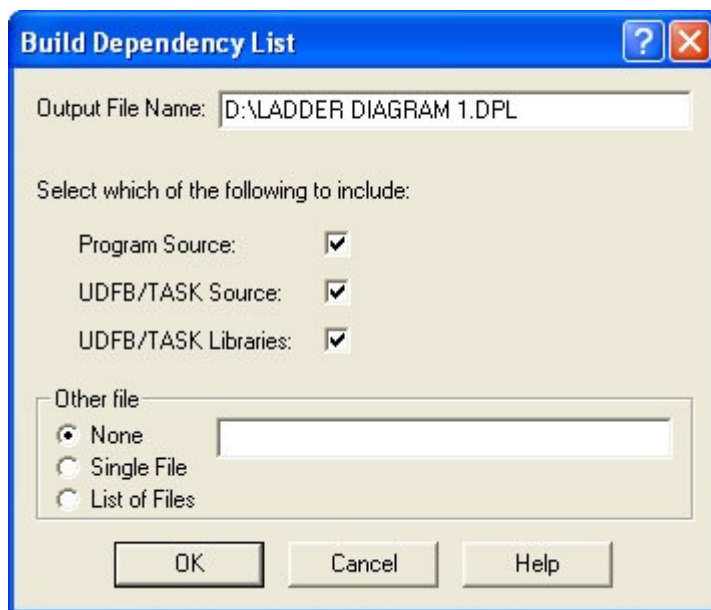 Build Dependency List
Output File Name: D:\LADDER DIAGRAM 1.DPL
Select which of the following to include:
Program Source:
UDFB/TASK Source:
UDFB/TASK Libraries:
Other file
None
Single File
List of Files
OK Cancel Help